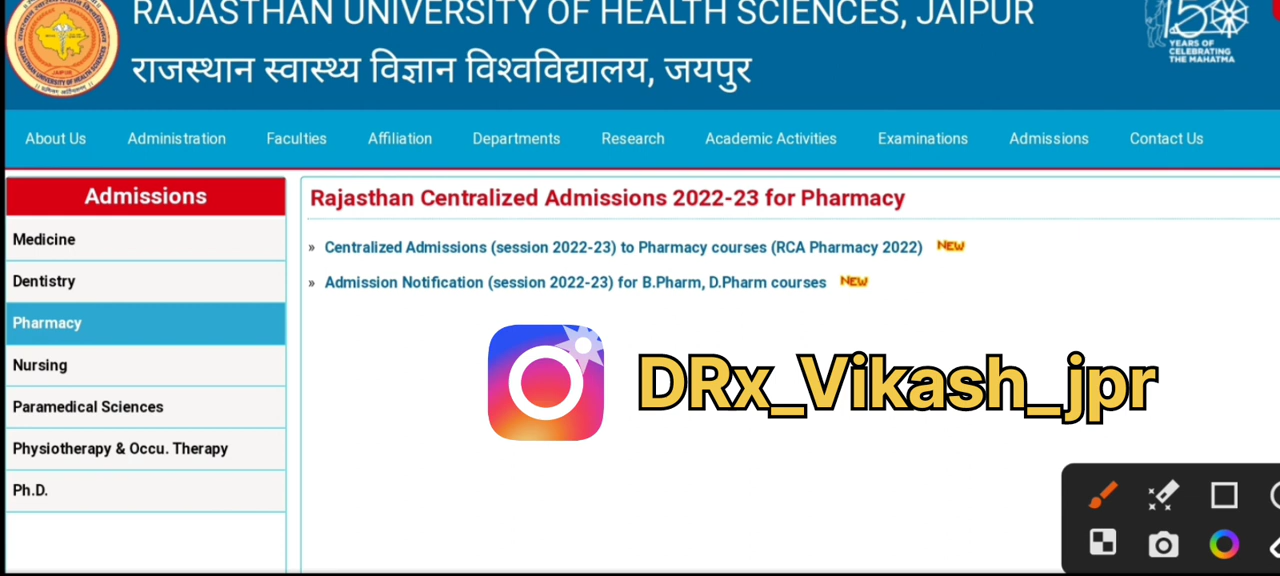 RAJASTHAN UNIVERSITY OF HEALTH SCIENCES, JAIPUR
राजस्थान स्वास्थ्य विज्ञान विश्वविद्यालय, जयपुर
150
YEARS OF
CELEBRATING
THE MAHATMA
About Us
Administration
Faculties
Affiliation
Departments
Research
Academic Activities
Examinations
Admissions
Contact Us
Admissions
Medicine
Dentistry
Pharmacy
Nursing
Paramedical Sciences
Physiotherapy & Occu. Therapy
Ph.D.
Rajasthan Centralized Admissions 2022-23 for Pharmacy
» Centralized Admissions (session 2022-23) to Pharmacy courses (RCA Pharmacy 2022) NEW
» Admission Notification (session 2022-23) for B.Pharm, D.Pharm courses NEW
DRx_Vikash_jpr